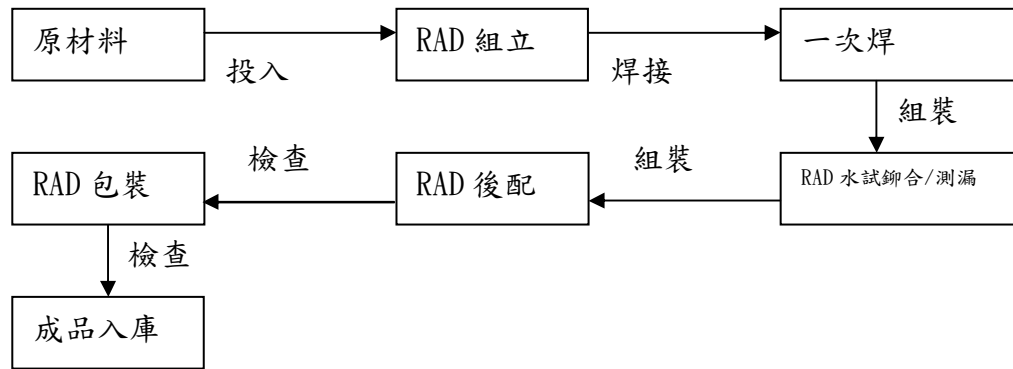 原材料
投入
RAD 組立
焊接
一次焊
組裝
RAD 水試鉚合/測漏
組裝
RAD 後配
檢查
RAD 包裝
檢查
成品入庫